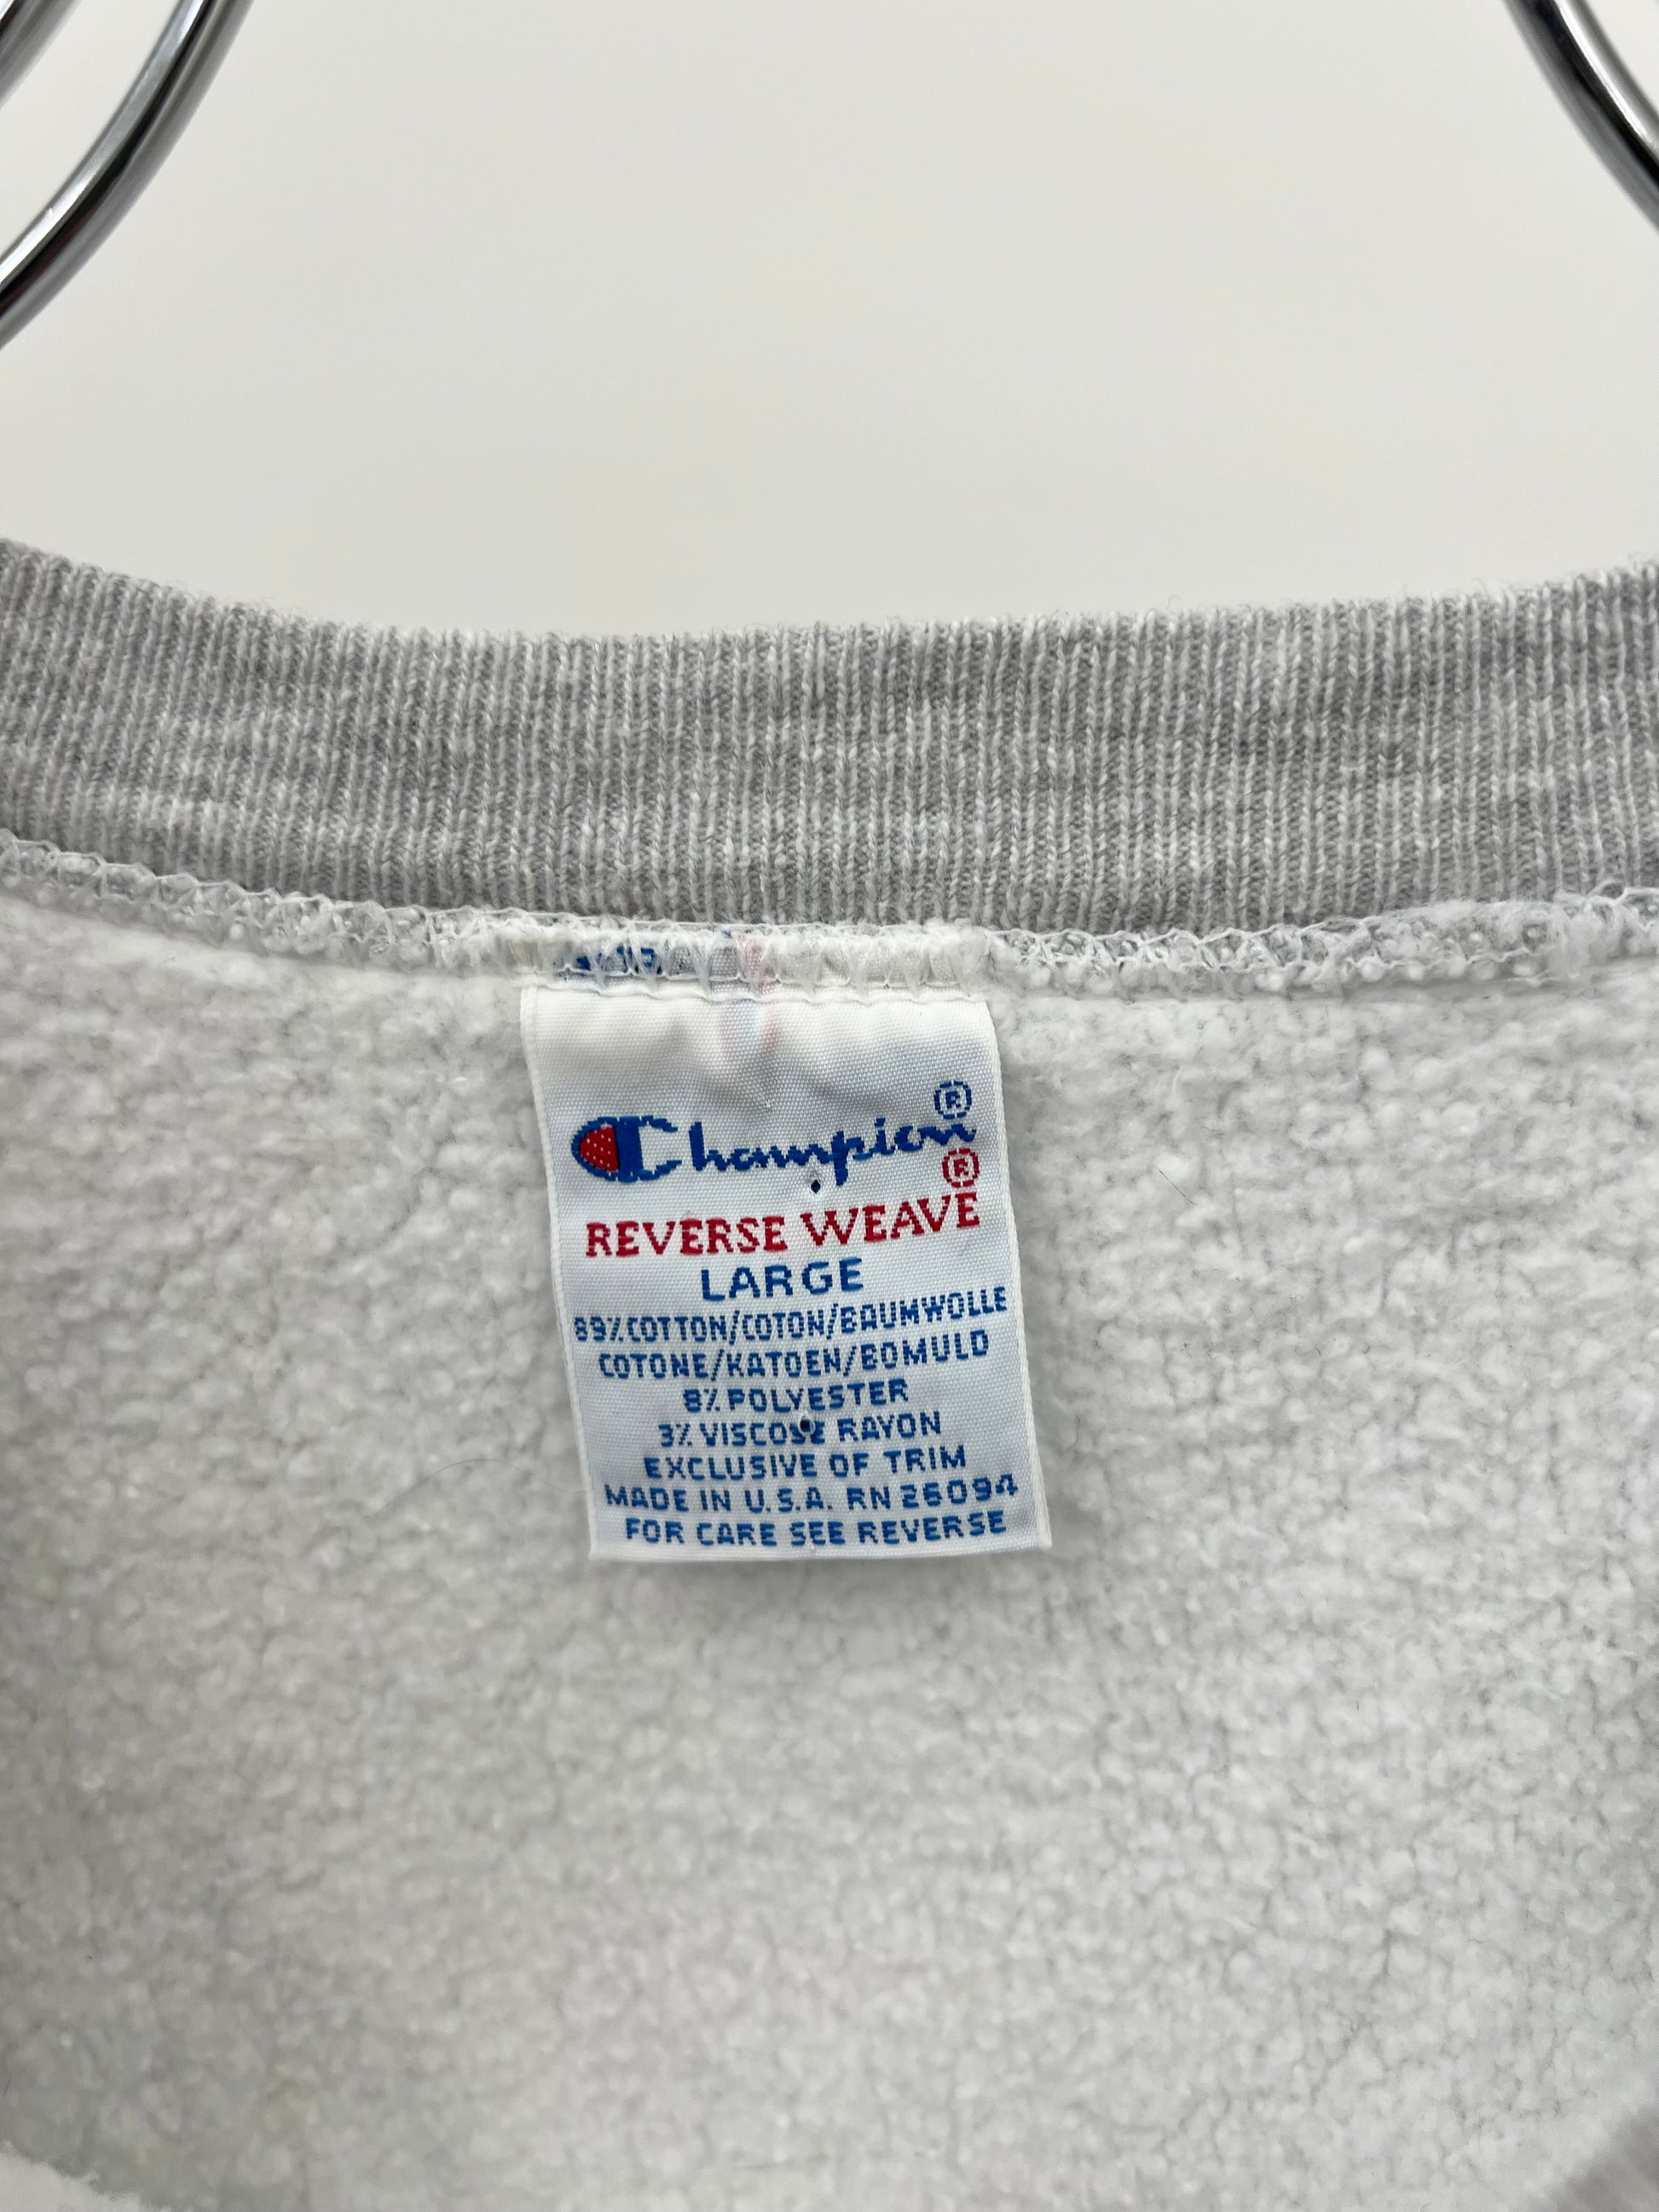 Champion®
REVERSE WEAVE®
LARGE
89% COTTON/COTON/BAUMWOLLE
COTONE/KATOEN/BOMULD
8% POLYESTER
3% VISCOSE RAYON
EXCLUSIVE OF TRIM
MADE IN U.S.A. RN 26094
FOR CARE SEE REVERSE